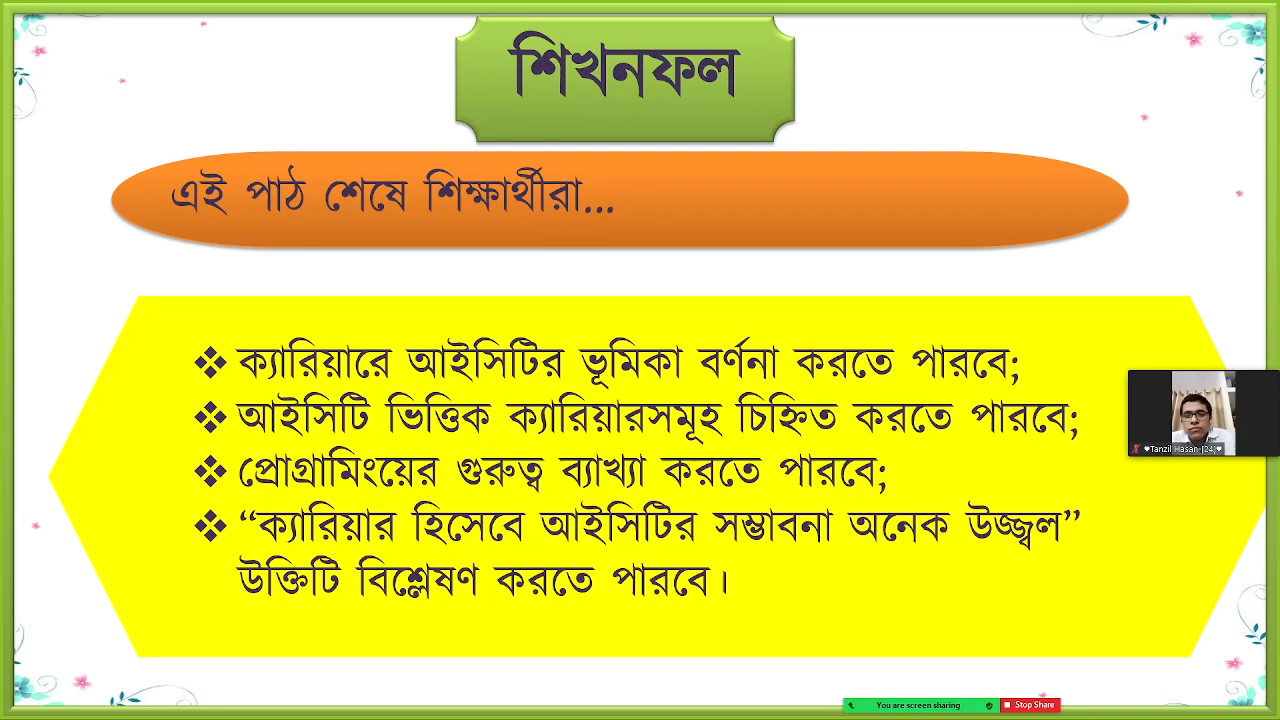 শিখনফল
এই পাঠ শেষে শিক্ষার্থীরা...
❖ ক্যারিয়ারে আইসিটির ভূমিকা বর্ণনা করতে পারবে;
❖ আইসিটি ভিত্তিক ক্যারিয়ারসমূহ চিহ্নিত করতে পারবে;
❖ প্রোগ্রামিংয়ের গুরুত্ব ব্যাখ্যা করতে পারবে;
❖ “ক্যারিয়ার হিসেবে আইসিটির সম্ভাবনা অনেক উজ্জ্বল”
উক্তিটি বিশ্লেষণ করতে পারবে।
♥Tanzil Hasan-[24]♥
You are screen sharing
Stop Share